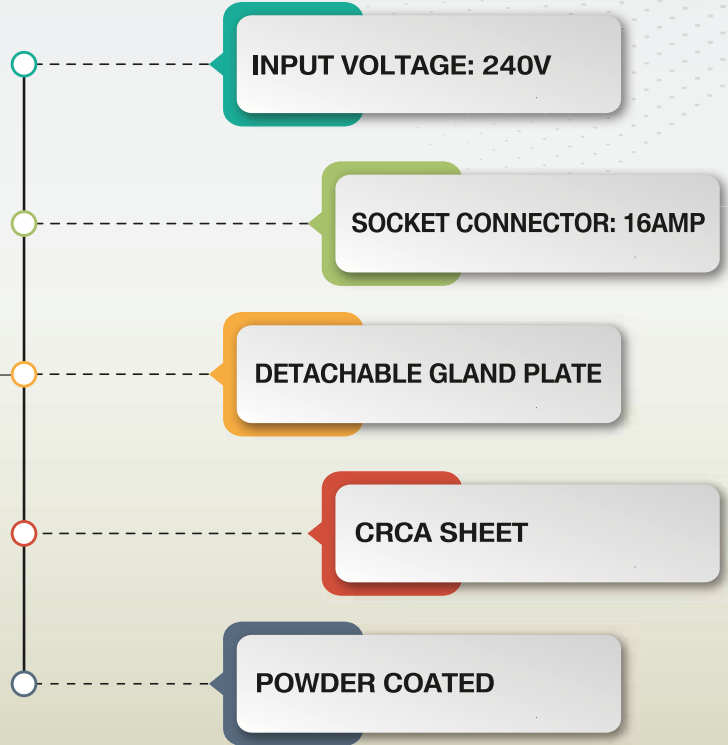 INPUT VOLTAGE: 240V
SOCKET CONNECTOR: 16AMP
DETACHABLE GLAND PLATE
CRCA SHEET
POWDER COATED